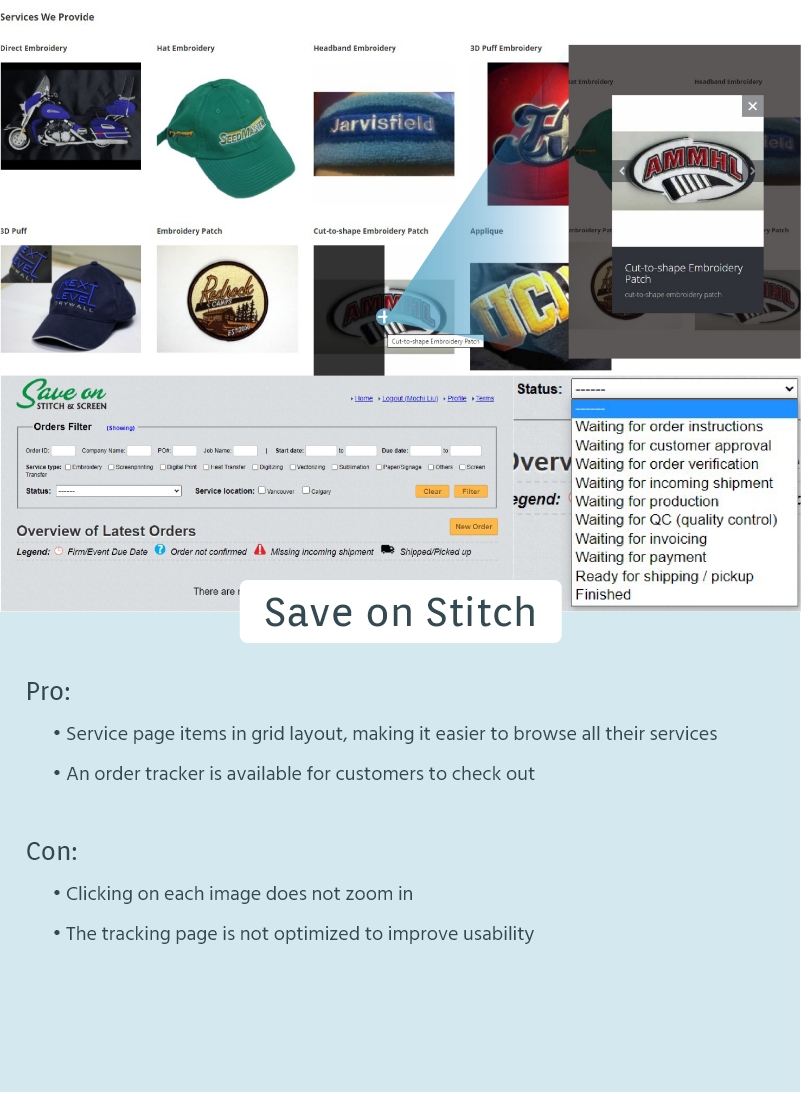 Services We Provide
Direct Embroidery
Hat Embroidery
Headband Embroidery
3D Puff Embroidery
SEEDMASTER
Jarvisfield
Hat Embroidery
Headband Embroidery
×
AMMHL
Cut-to-shape Embroidery
Patch
cut-to-shape embroidery patch
3D Puff
Embroidery Patch
Cut-to-shape Embroidery Patch
Applique
NEXT
LEVEL
DRYWALL
Redrock
CAMPS
AMMHL
UCI
Cut-to-shape Embroidery Patch
Save on
STITCH & SCREEN
Home
Logout (Mochi Liu)
Profile
Terms
Orders Filter (Showing)
Order ID: Company Name: PO#: Job Name: | Start date: to Due date: to
Service type: Embroidery Screenprinting Digital Print Heat Transfer Digitizing Vectorizing Sublimation Paper/Signage Others Screen
Transfer
Status: ------ Service location: Vancouver Calgary Clear Filter
Overview of Latest Orders
New Order
Legend: Firm/Event Due Date ? Order not confirmed Missing incoming shipment Shipped/Picked up
There are
Status: ------
------
Waiting for order instructions
Waiting for customer approval
Waiting for order verification
Waiting for incoming shipment
Waiting for production
Waiting for QC (quality control)
Waiting for invoicing
Waiting for payment
Ready for shipping / pickup
Finished
Overv
egend:
Save on Stitch
Pro:
• Service page items in grid layout, making it easier to browse all their services
• An order tracker is available for customers to check out
Con:
• Clicking on each image does not zoom in
• The tracking page is not optimized to improve usability